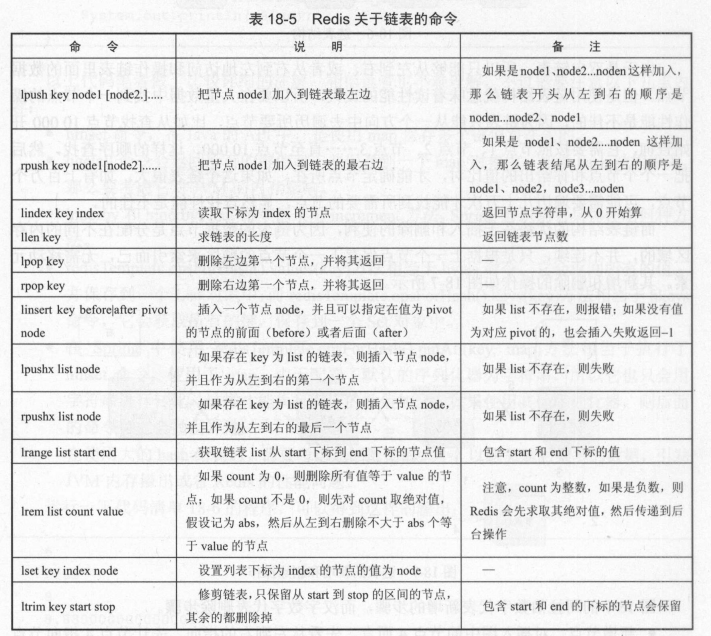 表 18-5 Redis 关于链表的命令
命 令 说 明 备 注
lpush key node1 [node2].....
把节点 node1 加入到链表最左边
如果是 node1、node2...noden 这样加入，
那么链表开头从左到右的顺序是
noden...node2、node1
rpush key node1[node2]......
把节点 node1 加入到链表的最右边
如果是 node1、node2....noden 这样加
入，那么链表结尾从左到右的顺序是
node1、node2，node3...noden
lindex key index
读取下标为 index 的节点
返回节点字符串，从 0 开始算
llen key
求链表的长度
返回链表节点数
lpop key
删除左边第一个节点，并将其返回
—
rpop key
删除右边第一个节点，并将其返回
—
linsert key before|after pivot
node
插入一个节点 node，并且可以指定在值为 pivot
的节点的前面（before）或者后面（after）
如果 list 不存在，则报错；如果没有值
为对应 pivot 的，也会插入失败返回–1
lpushx list node
如果存在 key 为 list 的链表，则插入节点 node，
并且作为从左到右的第一个节点
如果 list 不存在，则失败
rpushx list node
如果存在 key 为 list 的链表，则插入节点 node，
并且作为从左到右的最后一个节点
如果 list 不存在，则失败
lrange list start end
获取链表 list 从 start 下标到 end 下标的节点值
包含 start 和 end 下标的值
lrem list count value
如果 count 为 0，则删除所有值等于 value 的节
点；如果 count 不是 0，则先对 count 取绝对值，
假设记为 abs，然后从左到右删除不大于 abs 个等
于 value 的节点
注意，count 为整数，如果是负数，则
Redis 会先求取其绝对值，然后传递到后
台操作
lset key index node
设置列表下标为 index 的节点的值为 node
—
ltrim key start stop
修剪链表，只保留从 start 到 stop 的区间的节点，
其余的都删除掉
包含 start 和 end 的下标的节点会保留